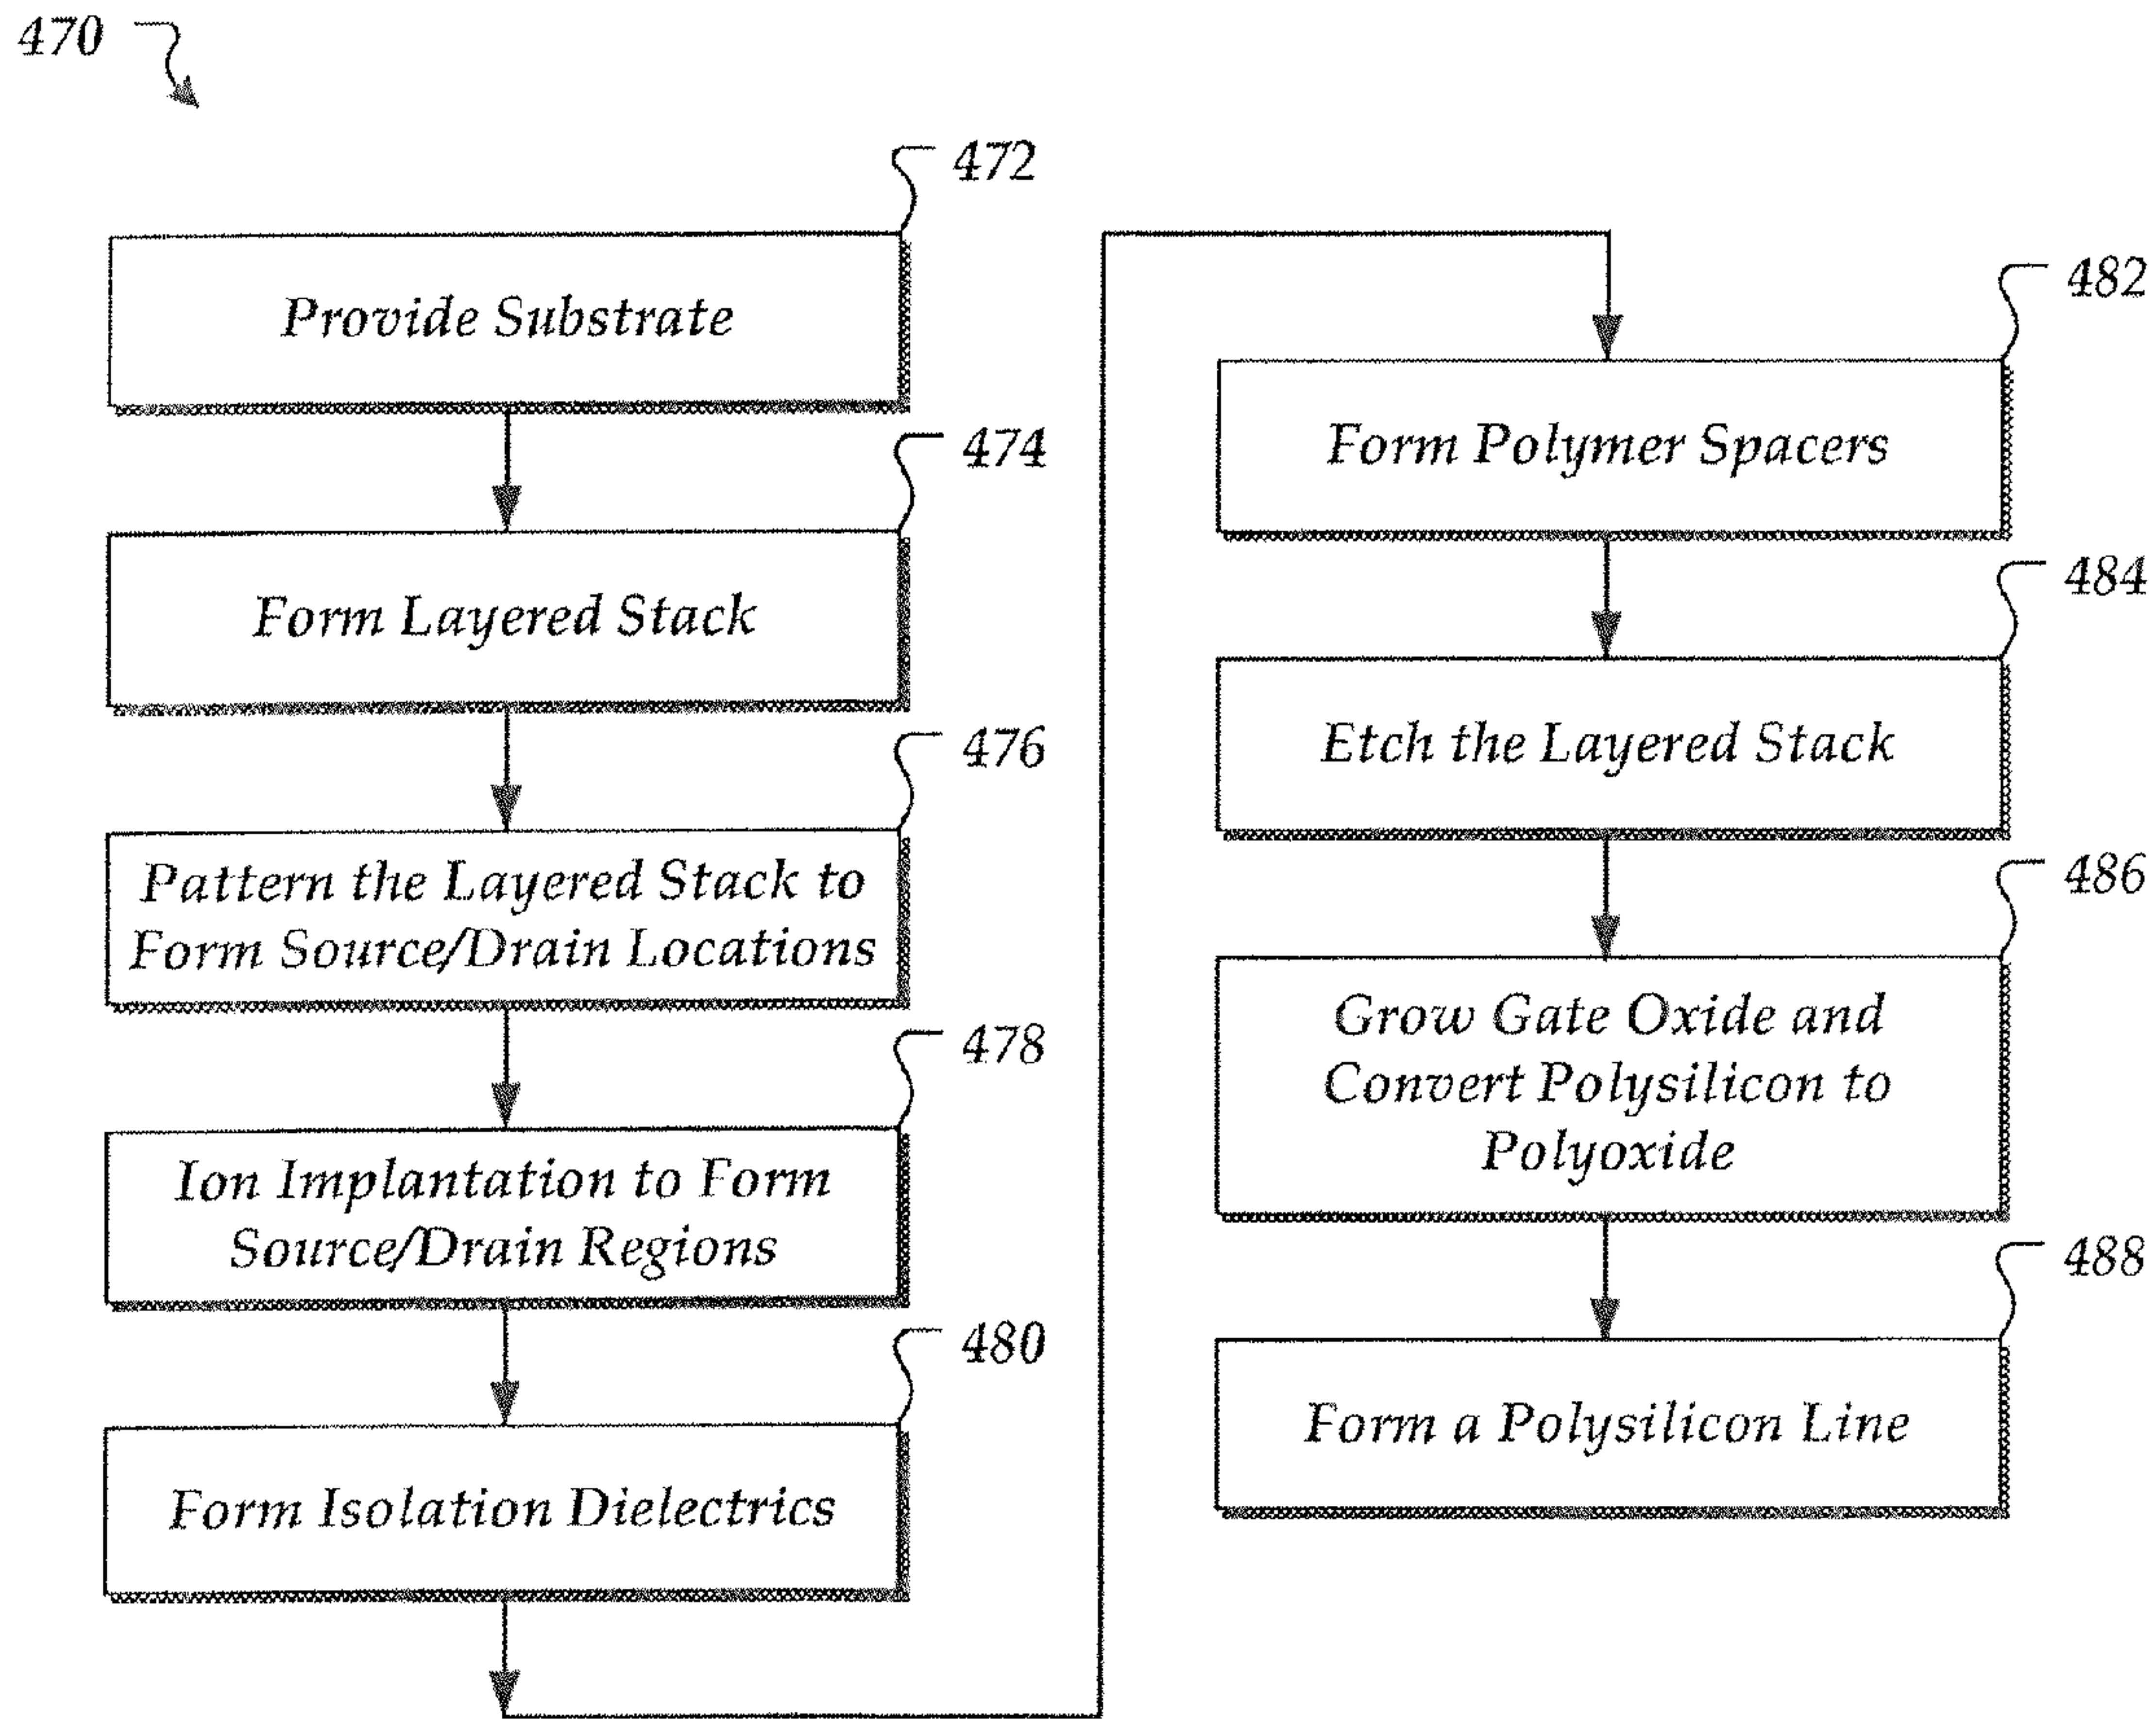 470
472
Provide Substrate
474
Form Layered Stack
476
Pattern the Layered Stack to
Form Source/Drain Locations
478
Ion Implantation to Form
Source/Drain Regions
480
Form Isolation Dielectrics
482
Form Polymer Spacers
484
Etch the Layered Stack
486
Grow Gate Oxide and
Convert Polysilicon to
Polyoxide
488
Form a Polysilicon Line